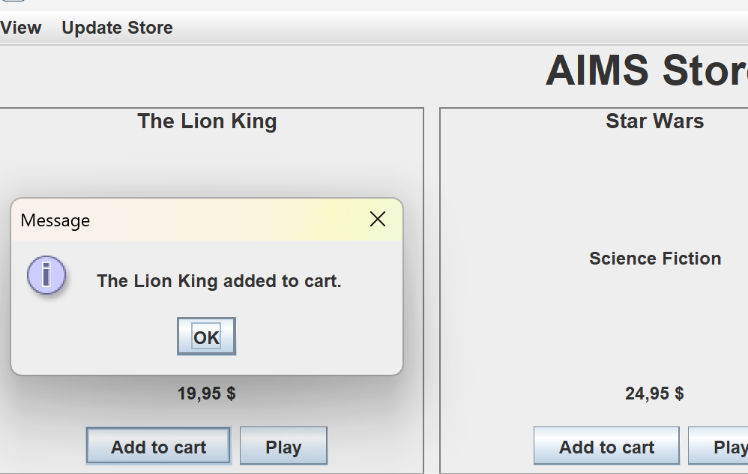 View Update Store
AIMS Store
The Lion King
Star Wars
Message
The Lion King added to cart.
OK
Science Fiction
19,95 $
24,95 $
Add to cart
Play
Add to cart
Play